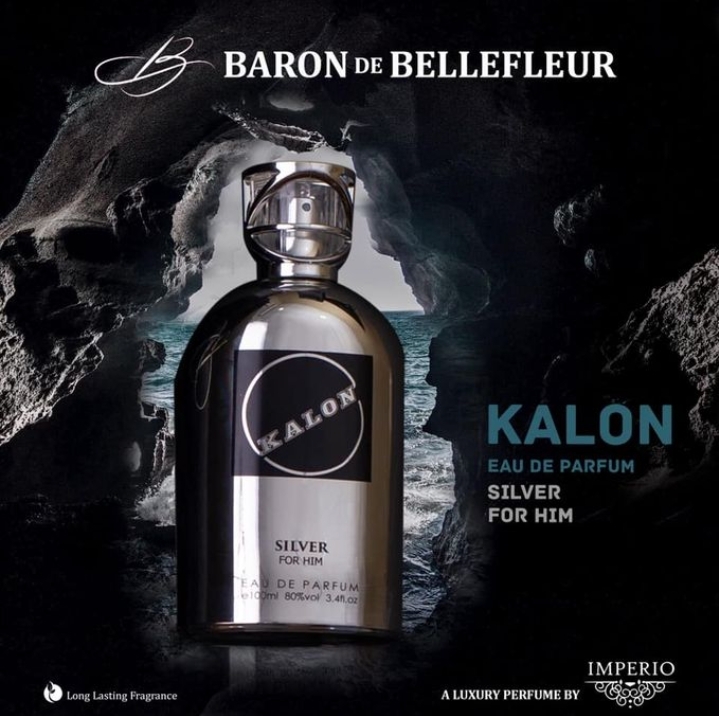 BARON DE BELLEFLEUR
KALON
SILVER
FOR HIM
EAU DE PARFUM
e100ml 80%vol 3.4fl.oz
KALON
EAU DE PARFUM
SILVER
FOR HIM
Long Lasting Fragrance
A LUXURY PERFUME BY
IMPERIO